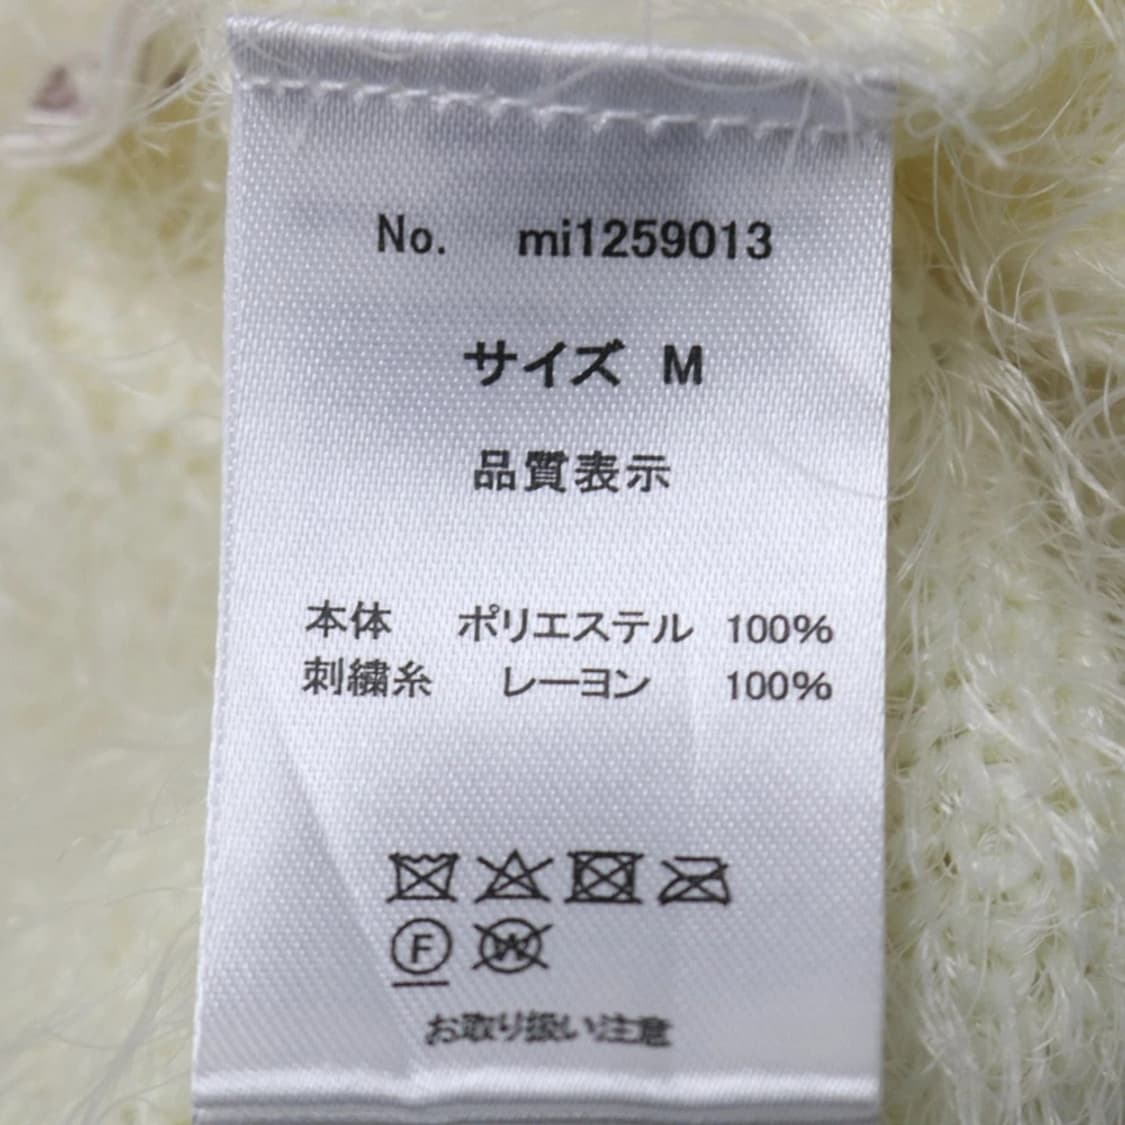 No. mi1259013
サイズ M
品質表示
本体 ポリエステル 100%
刺繍糸 レーヨン 100%
F W
お取り扱い注意